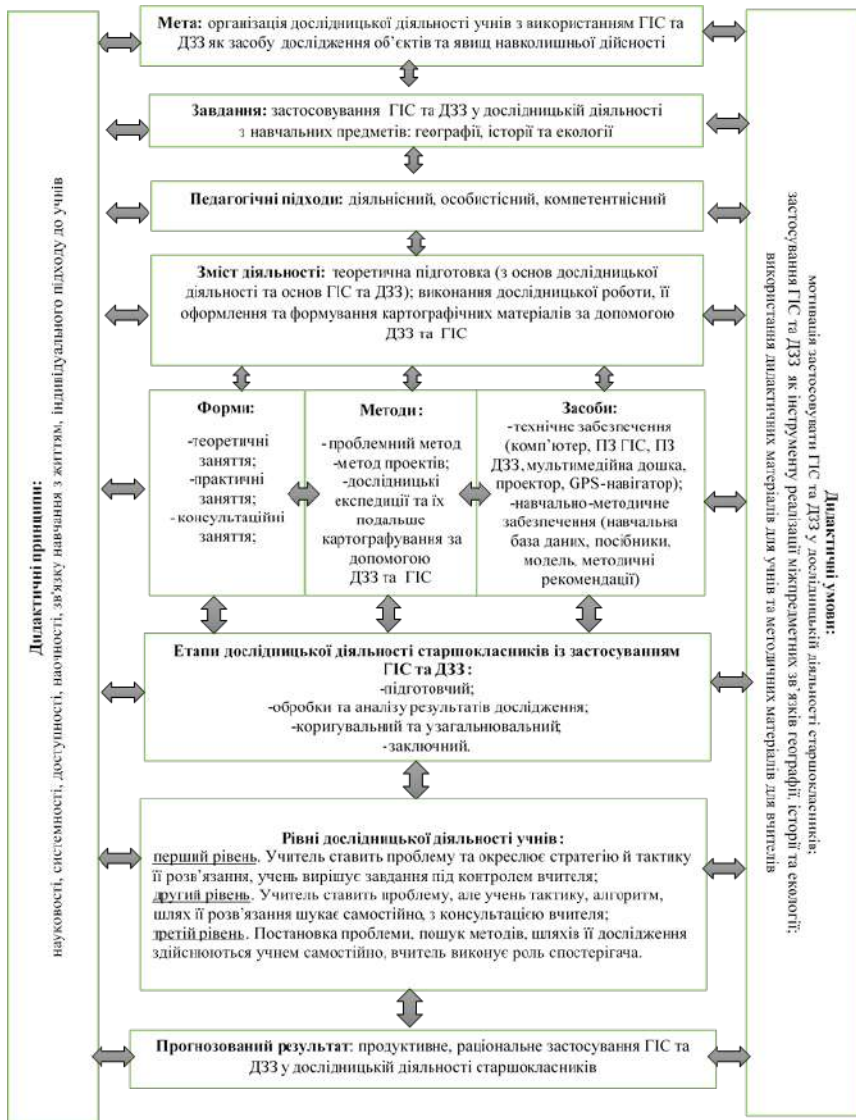 Мета: організація дослідницької діяльності учнів з використанням ГІС та
ДЗЗ як засобу дослідження об’єктів та явищ навколишньої дійсності
Завдання: застосовування ГІС та ДЗЗ у дослідницькій діяльності
з навчальних предметів: географії, історії та екології
Педагогічні підходи: діяльнісний, особистісний, компетентнісний
Зміст діяльності: теоретична підготовка (з основ дослідницької
діяльності та основ ГІС та ДЗЗ); виконання дослідницької роботи, її
оформлення та формування картографічних матеріалів за допомогою
ДЗЗ та ГІС
Форми:
-теоретичні
заняття;
-практичні
заняття;
-консультаційні
заняття;
Методи:
-проблемний метод
-метод проектів;
-дослідницькі
експедиції та їх
подальше
картографування за
допомогою
ДЗЗ та ГІС
Засоби:
-технічне забезпечення
(комп’ютер, ПЗ ГІС, ПЗ
ДЗЗ, мультимедійна дошка,
проектор, GPS-навігатор);
-навчально-методичне
забезпечення (навчальна
база даних, посібники,
модель, методичні
рекомендації)
Етапи дослідницької діяльності старшокласників із застосуванням
ГІС та ДЗЗ:
-підготовчий;
-обробки та аналізу результатів дослідження;
-коригувальний та узагальнювальний;
-заключний.
Рівні дослідницької діяльності учнів:
перший рівень. Учитель ставить проблему та окреслює стратегію й тактику
її розв’язання, учень вирішує завдання під контролем вчителя;
другий рівень. Учитель ставить проблему, але учень тактику, алгоритм,
шлях її розв’язання шукає самостійно, з консультацією вчителя;
третій рівень. Постановка проблеми, пошук методів, шляхів її дослідження
здійснюються учнем самостійно, вчитель виконує роль спостерігача.
Прогнозований результат: продуктивне, раціональне застосування ГІС та
ДЗЗ у дослідницькій діяльності старшокласників
Дидактичні принципи:
науковості, системності, доступності, наочності, зв'язку навчання з життям, індивідуального підходу до учнів
Дидактичні умови:
мотивація застосовувати ГІС та ДЗЗ у дослідницькій діяльності старшокласників;
застосування ГІС та ДЗЗ як інструменту реалізації міжпредметних зв’язків географії, історії та екології;
використання дидактичних матеріалів для учнів та методичних матеріалів для вчителів